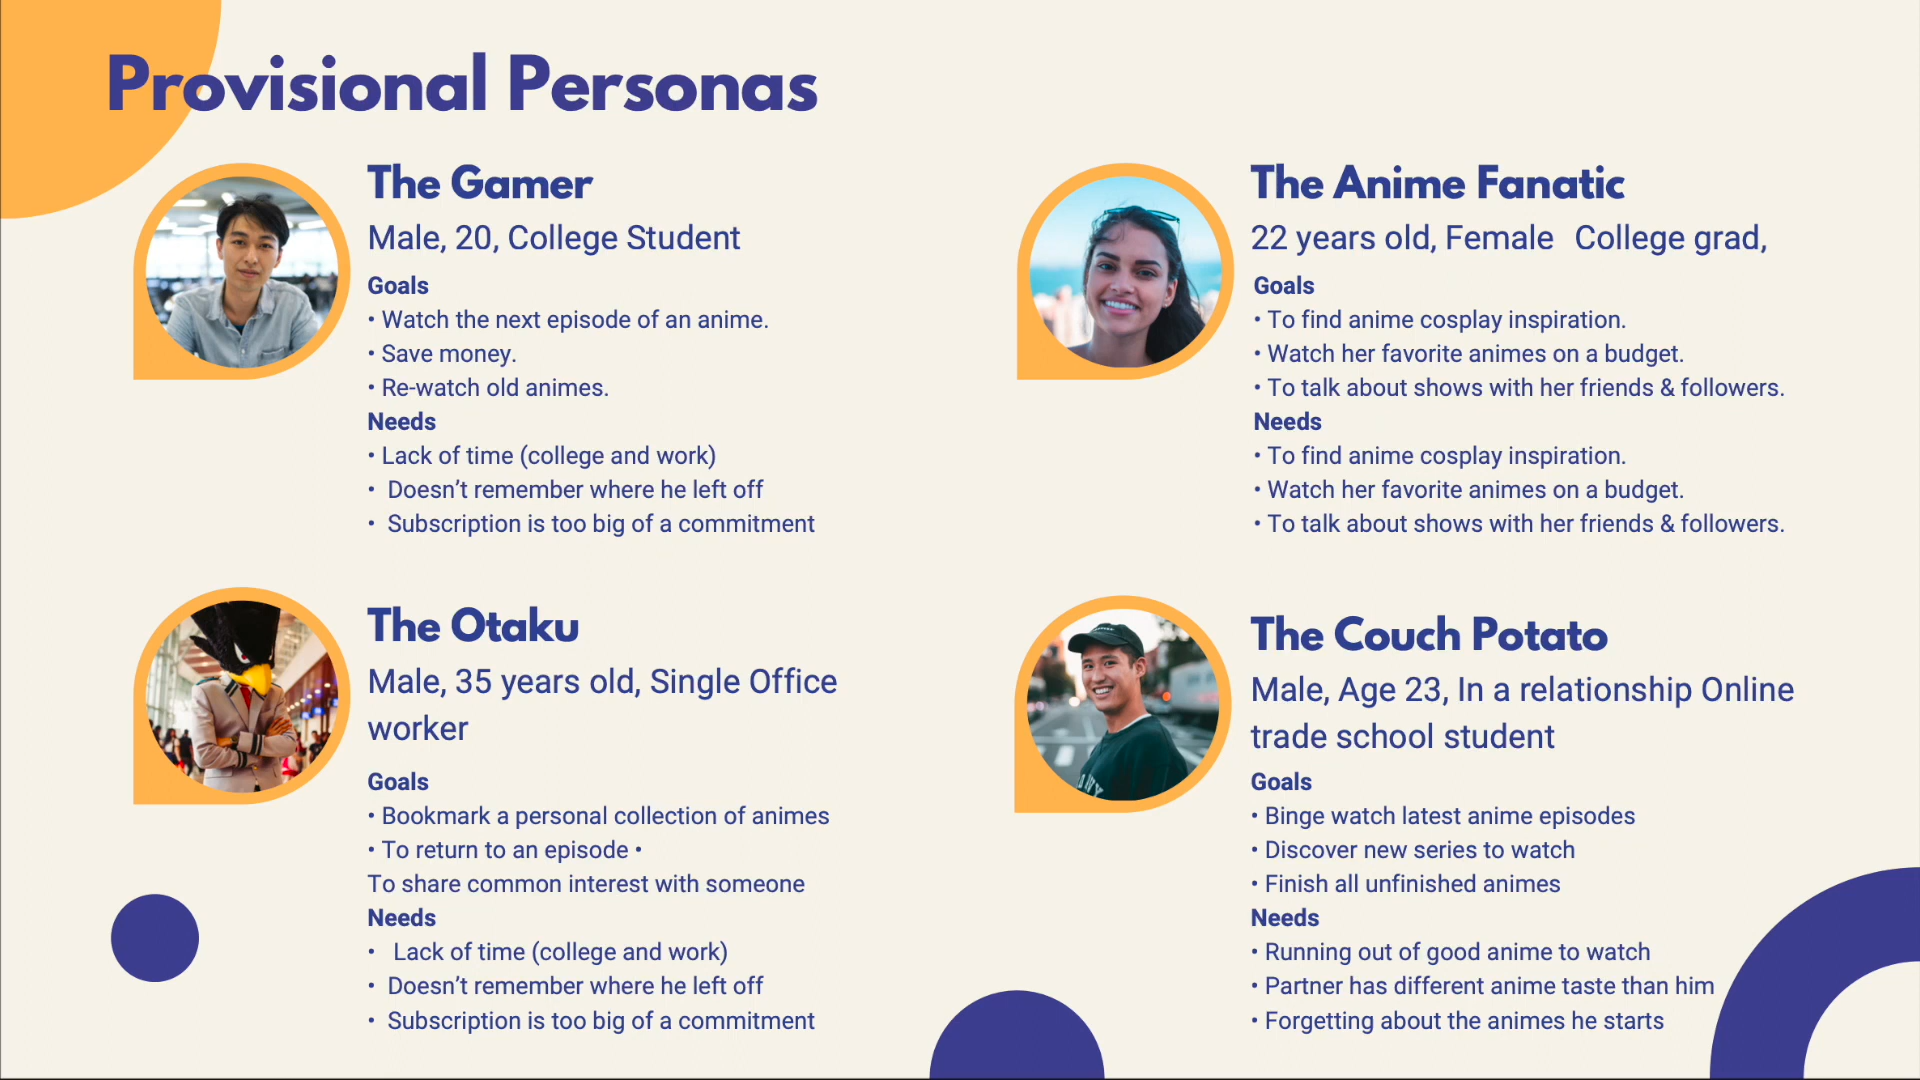 Provisional Personas
The Gamer
Male, 20, College Student
Goals
• Watch the next episode of an anime.
• Save money.
• Re-watch old animes.
Needs
• Lack of time (college and work)
• Doesn’t remember where he left off
• Subscription is too big of a commitment
The Anime Fanatic
22 years old, Female College grad,
Goals
• To find anime cosplay inspiration.
• Watch her favorite animes on a budget.
• To talk about shows with her friends & followers.
Needs
• To find anime cosplay inspiration.
• Watch her favorite animes on a budget.
• To talk about shows with her friends & followers.
The Otaku
Male, 35 years old, Single Office
worker
Goals
• Bookmark a personal collection of animes
• To return to an episode •
To share common interest with someone
Needs
• Lack of time (college and work)
• Doesn’t remember where he left off
• Subscription is too big of a commitment
The Couch Potato
Male, Age 23, In a relationship Online
trade school student
Goals
• Binge watch latest anime episodes
• Discover new series to watch
• Finish all unfinished animes
Needs
• Running out of good anime to watch
• Partner has different anime taste than him
• Forgetting about the animes he starts